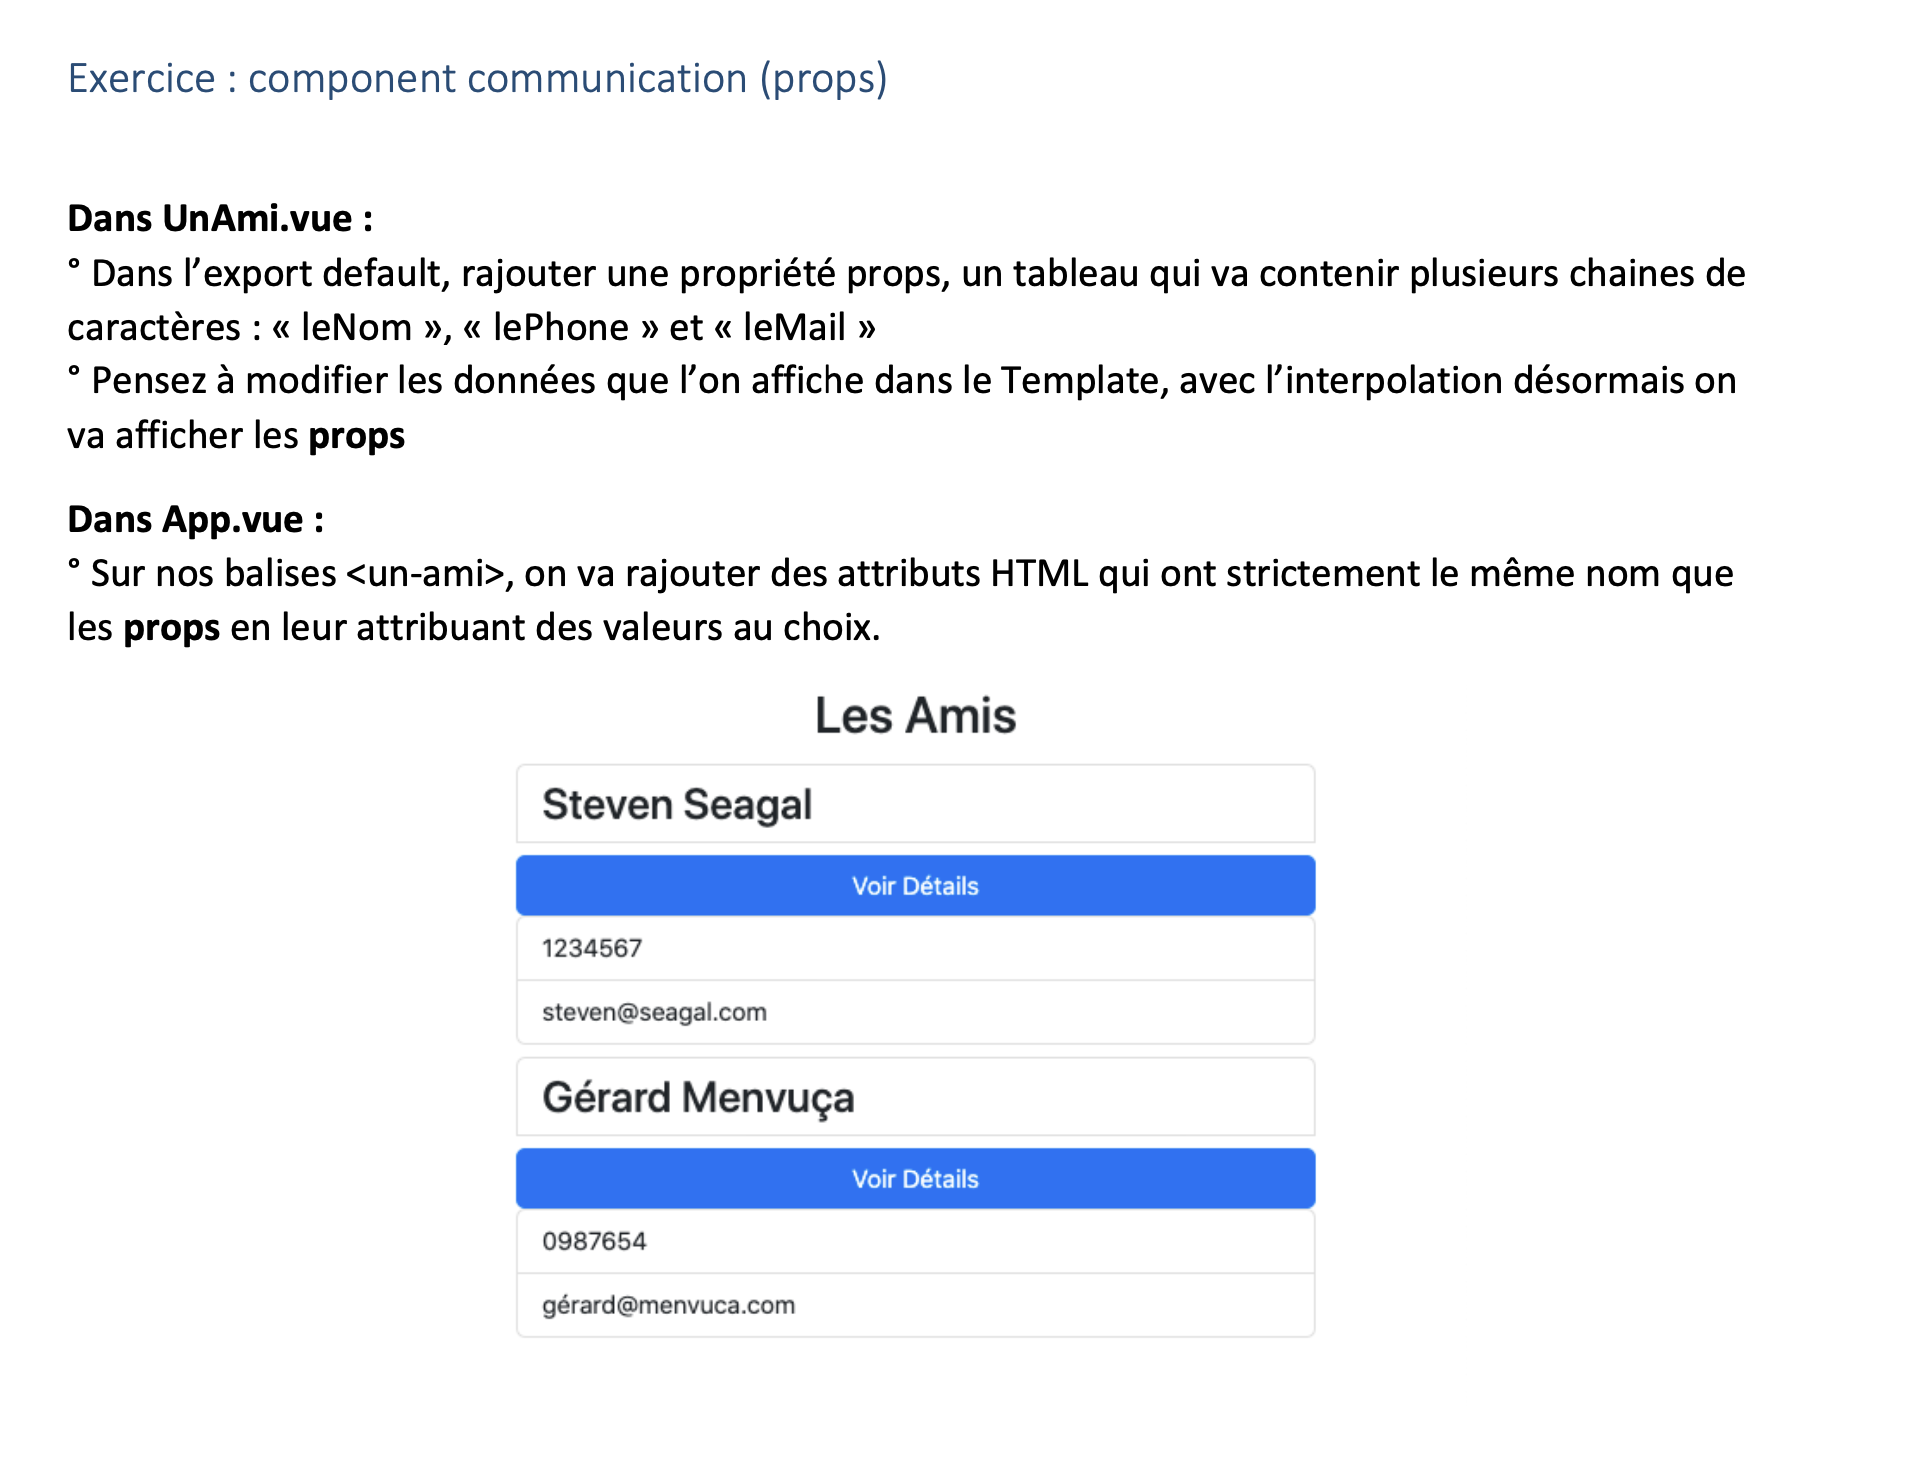 Exercice : component communication (props)
Dans UnAmi.vue :
° Dans l’export default, rajouter une propriété props, un tableau qui va contenir plusieurs chaines de
caractères : « leNom », « lePhone » et « leMail »
° Pensez à modifier les données que l’on affiche dans le Template, avec l’interpolation désormais on
va afficher les props
Dans App.vue :
° Sur nos balises <un-ami>, on va rajouter des attributs HTML qui ont strictement le même nom que
les props en leur attribuant des valeurs au choix.
Les Amis
Steven Seagal
Voir Détails
1234567
steven@seagal.com
Gérard Menvuça
Voir Détails
0987654
gérard@menvuca.com